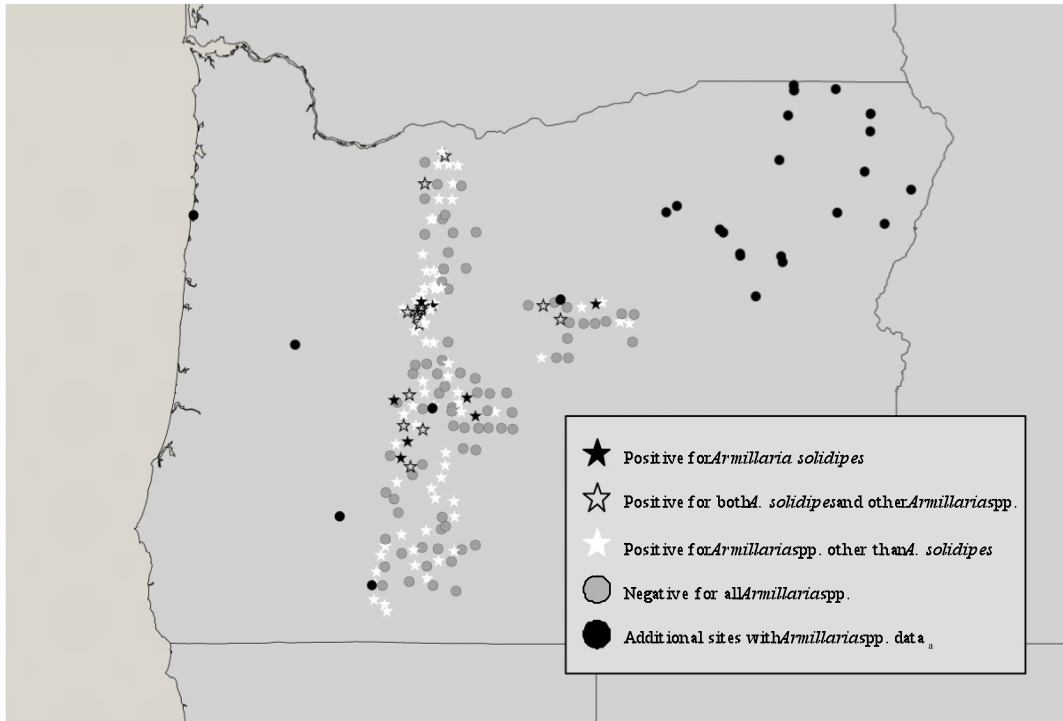 Positive for Armillaria solidipes
Positive for both A. solidipes and other Armillaria spp.
Positive for Armillaria spp. other than A. solidipes
Negative for all Armillaria spp.
Additional sites with Armillaria spp. data a